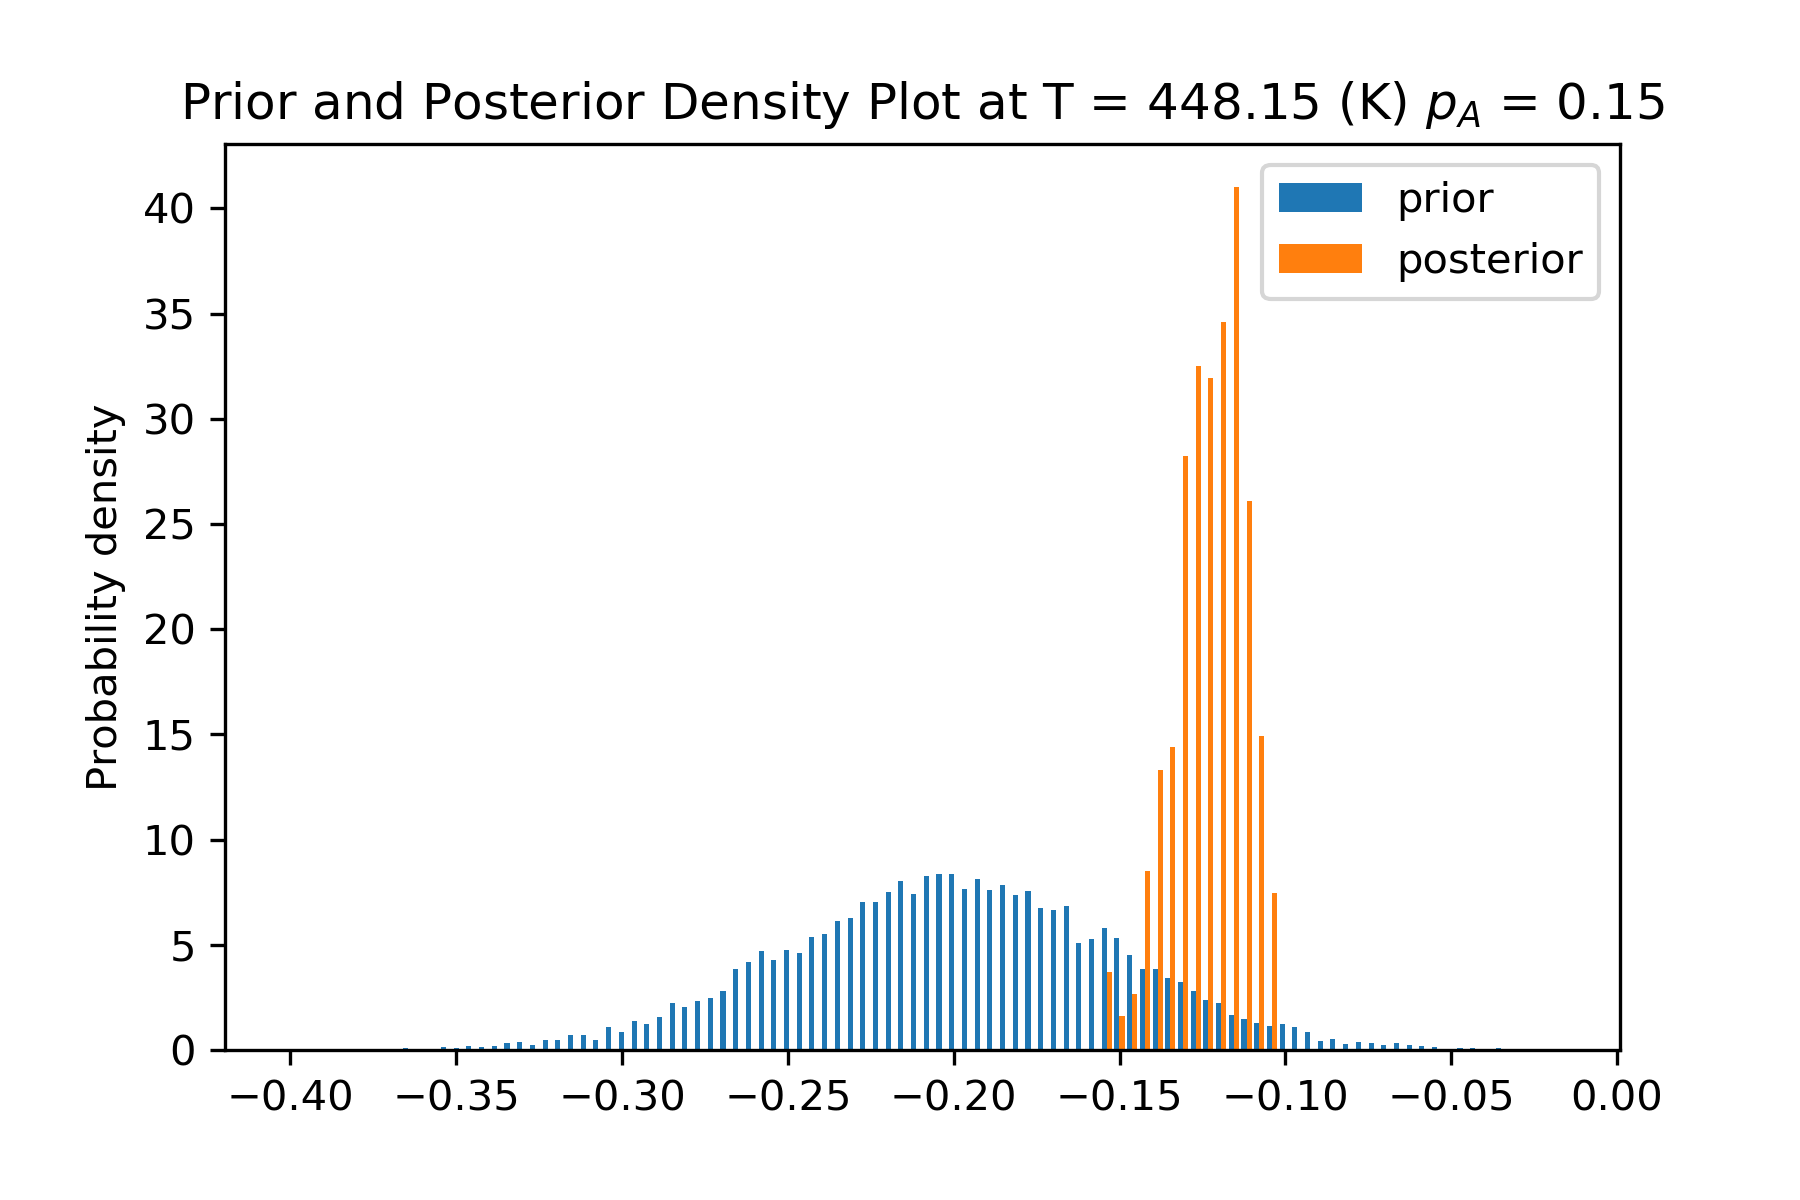 Prior and Posterior Density Plot at T = 448.15 (K) p_A = 0.15
prior
posterior
Probability density
40
35
30
25
20
15
10
5
0
−0.40 −0.35 −0.30 −0.25 −0.20 −0.15 −0.10 −0.05 0.00